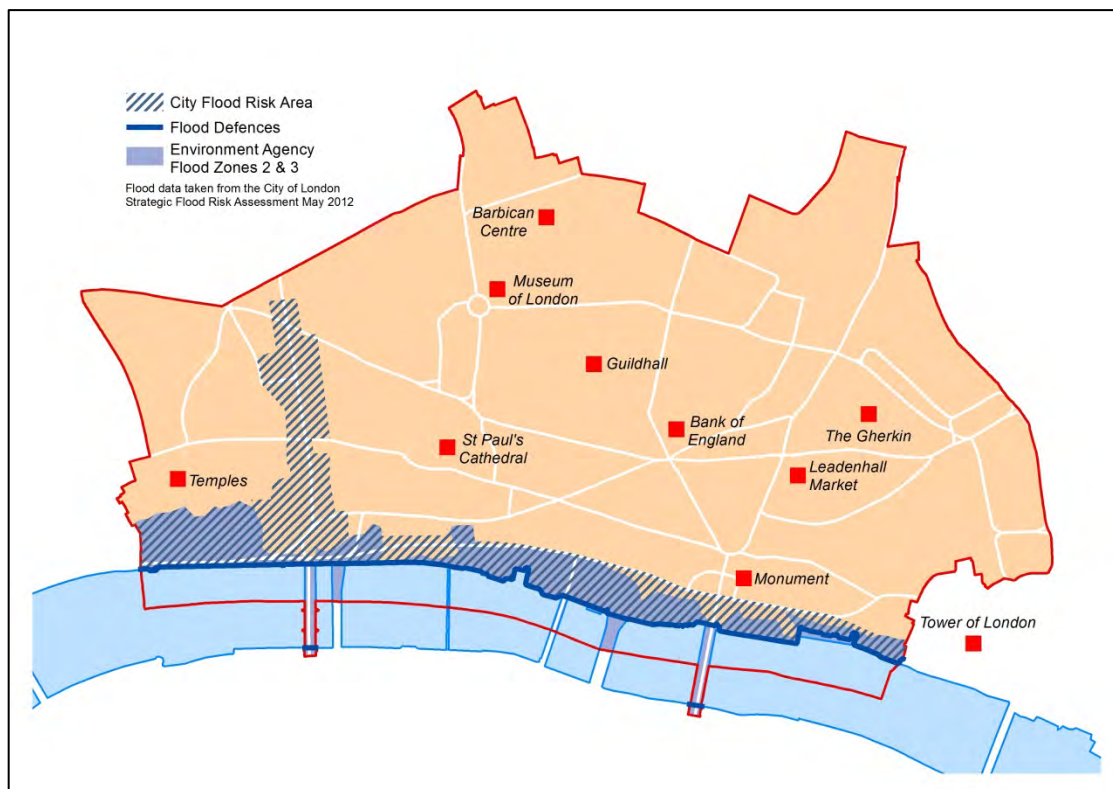 City Flood Risk Area
Flood Defences
Environment Agency
Flood Zones 2 & 3
Flood data taken from the City of London
Strategic Flood Risk Assessment May 2012
Barbican
Centre
Museum
of London
Guildhall
Bank of
England
The Gherkin
St Paul's
Cathedral
Leadenhall
Market
Temples
Monument
Tower of London